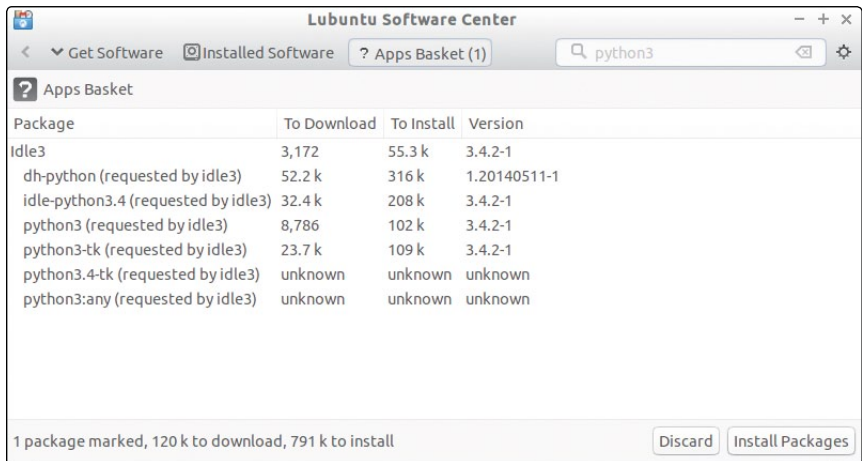 Lubuntu Software Center
Get Software Installed Software ? Apps Basket (1) python3
? Apps Basket
Package To Download To Install Version
Idle3 3,172 55.3 k 3.4.2-1
dh-python (requested by idle3) 52.2 k 316 k 1.20140511-1
idle-python3.4 (requested by idle3) 32.4 k 208 k 3.4.2-1
python3 (requested by idle3) 8,786 102 k 3.4.2-1
python3-tk (requested by idle3) 23.7 k 109 k 3.4.2-1
python3.4-tk (requested by idle3) unknown unknown unknown
python3:any (requested by idle3) unknown unknown unknown
1 package marked, 120 k to download, 791 k to install Discard Install Packages